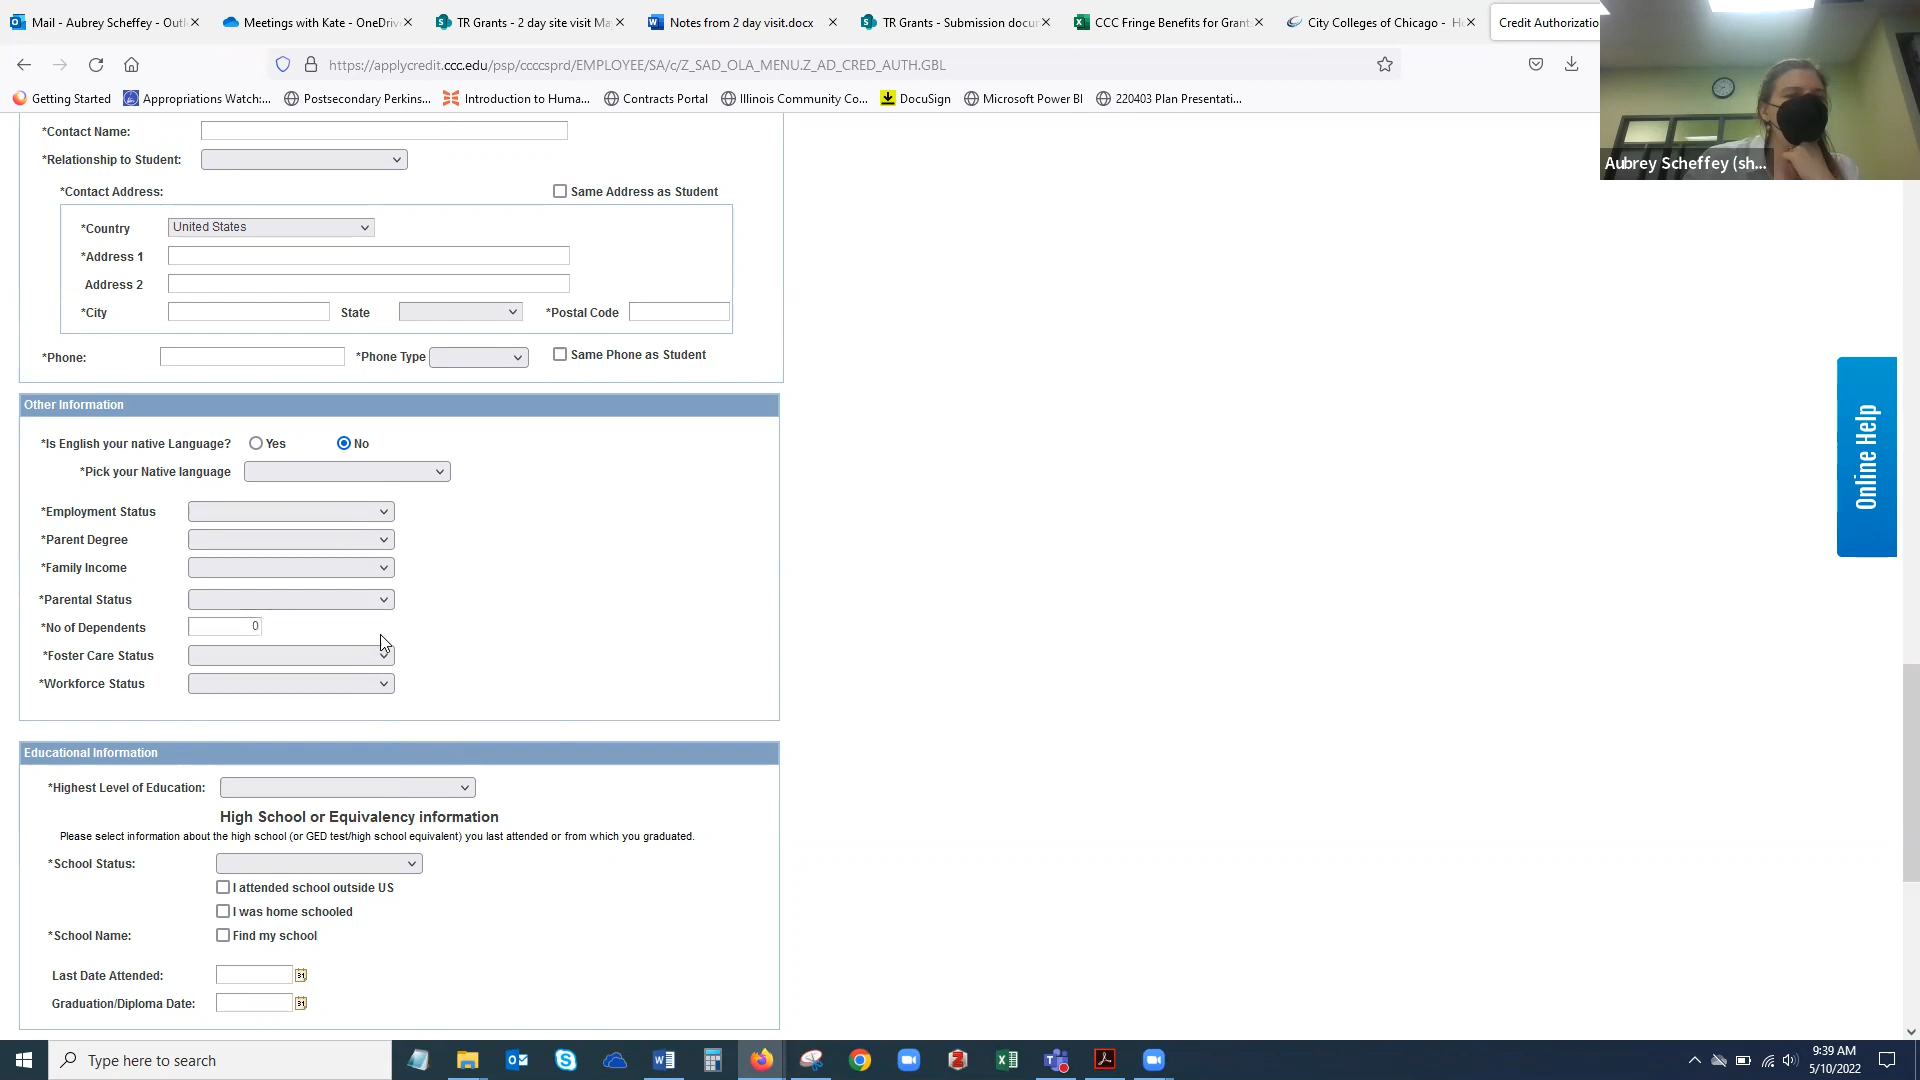 Mail - Aubrey Scheffey - Outl
Meetings with Kate - OneDriv
TR Grants - 2 day site visit Ma
Notes from 2 day visit.docx
TR Grants - Submission docu
CCC Fringe Benefits for Grant
City Colleges of Chicago - Ho
Credit Authorizatio
https://applycredit.ccc.edu/psp/ccccsprd/EMPLOYEE/SA/c/Z_SAD_OLA_MENU.Z_AD_CRED_AUTH.GBL
Getting Started
Appropriations Watch:...
Postsecondary Perkins...
Introduction to Huma...
Contracts Portal
Illinois Community Co...
DocuSign
Microsoft Power BI
220403 Plan Presentati...
Aubrey Scheffey (sh...
*Contact Name:
*Relationship to Student:
*Contact Address:
Same Address as Student
*Country
United States
*Address 1
Address 2
*City
State
*Postal Code
*Phone:
*Phone Type
Same Phone as Student
Other Information
*Is English your native Language?
Yes
No
*Pick your Native language
*Employment Status
*Parent Degree
*Family Income
*Parental Status
*No of Dependents
0
*Foster Care Status
*Workforce Status
Online Help
Educational Information
*Highest Level of Education:
High School or Equivalency information
Please select information about the high school (or GED test/high school equivalent) you last attended or from which you graduated.
*School Status:
I attended school outside US
I was home schooled
*School Name:
Find my school
Last Date Attended:
31
Graduation/Diploma Date:
31
Type here to search
9:39 AM
5/10/2022